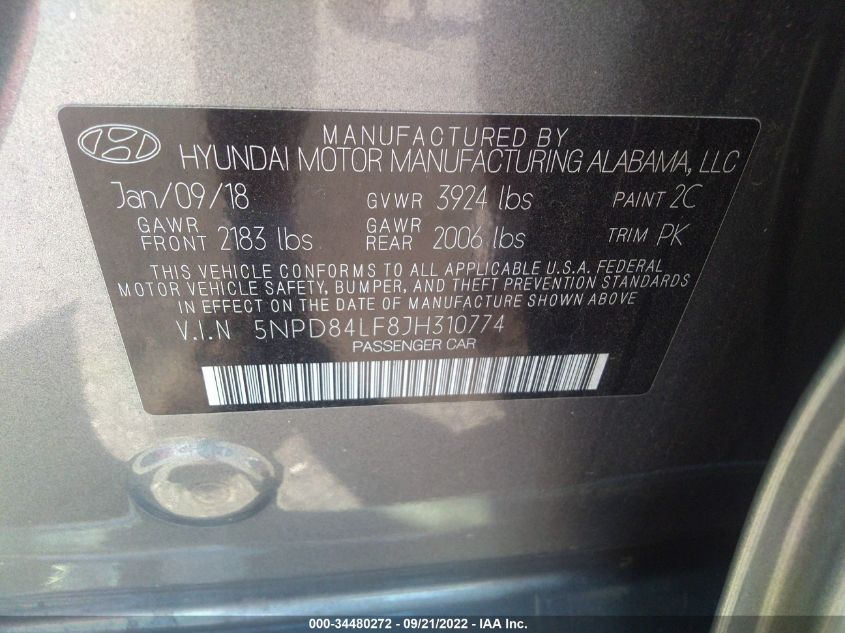 MANUFACTURED BY
HYUNDAI MOTOR MANUFACTURING ALABAMA, LLC
Jan/09/18 GVWR 3924 lbs PAINT 2C
GAWR FRONT 2183 lbs GAWR REAR 2006 lbs TRIM PK
THIS VEHICLE CONFORMS TO ALL APPLICABLE U.S.A. FEDERAL
MOTOR VEHICLE SAFETY, BUMPER, AND THEFT PREVENTION STANDARDS
IN EFFECT ON THE DATE OF MANUFACTURE SHOWN ABOVE
V.I.N 5NPD84LF8JH310774
PASSENGER CAR
000-34480272 - 09/21/2022 - IAA Inc.